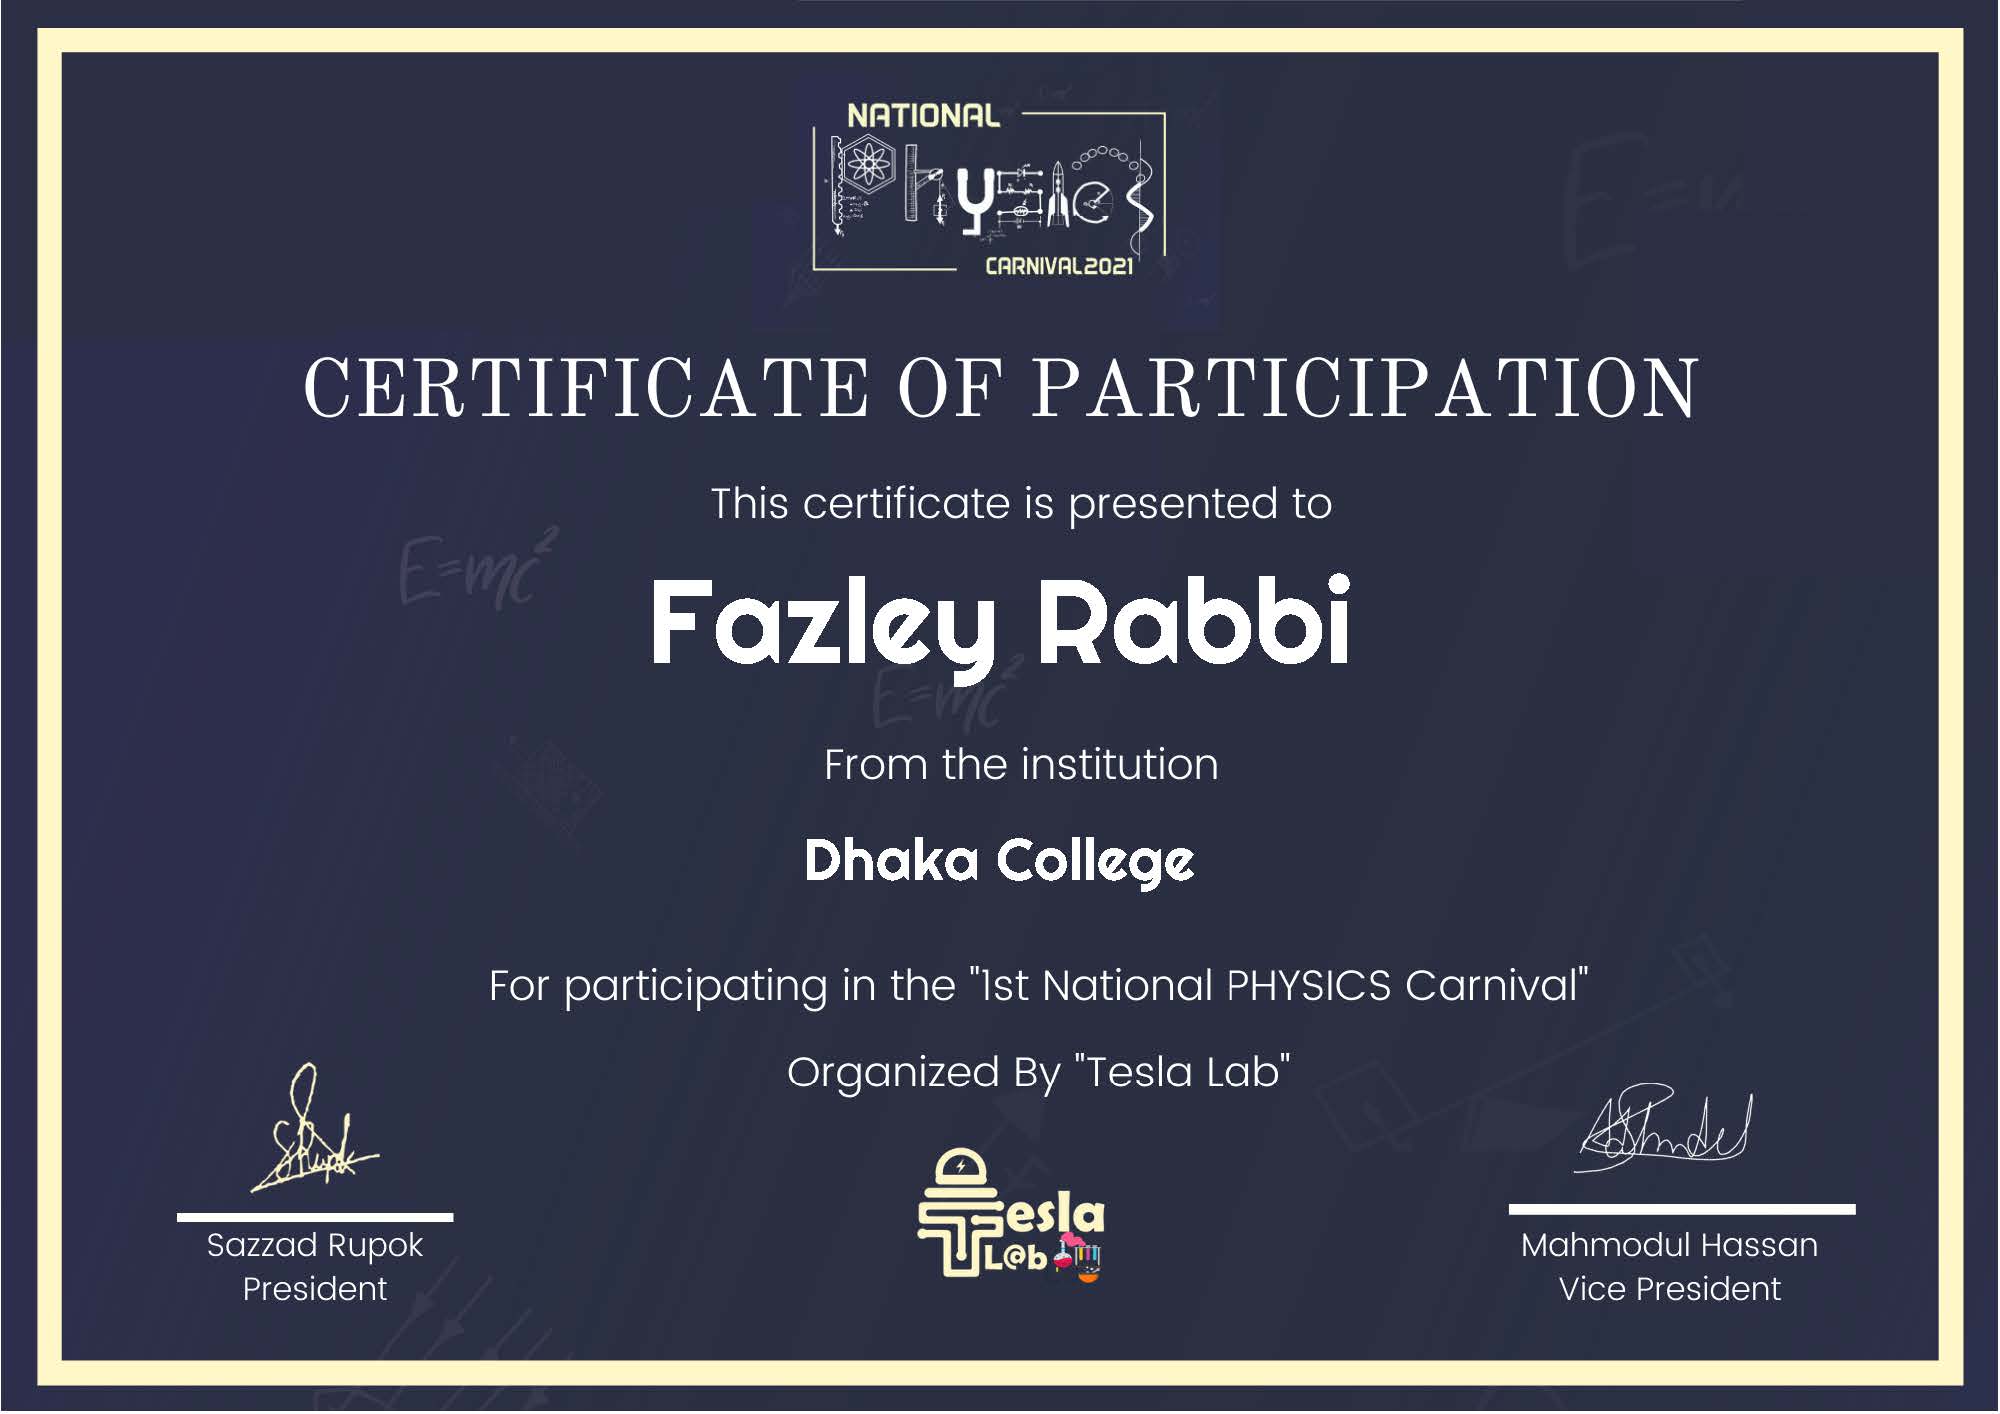 NATIONAL
Physics
CARNIVAL2021
CERTIFICATE OF PARTICIPATION
This certificate is presented to
E=mc²
Fazley Rabbi
E=mc²
From the institution
Dhaka College
For participating in the "1st National PHYSICS Carnival"
Organized By "Tesla Lab"
Tesla
L@b
Sazzad Rupok
President
Mahmodul Hassan
Vice President